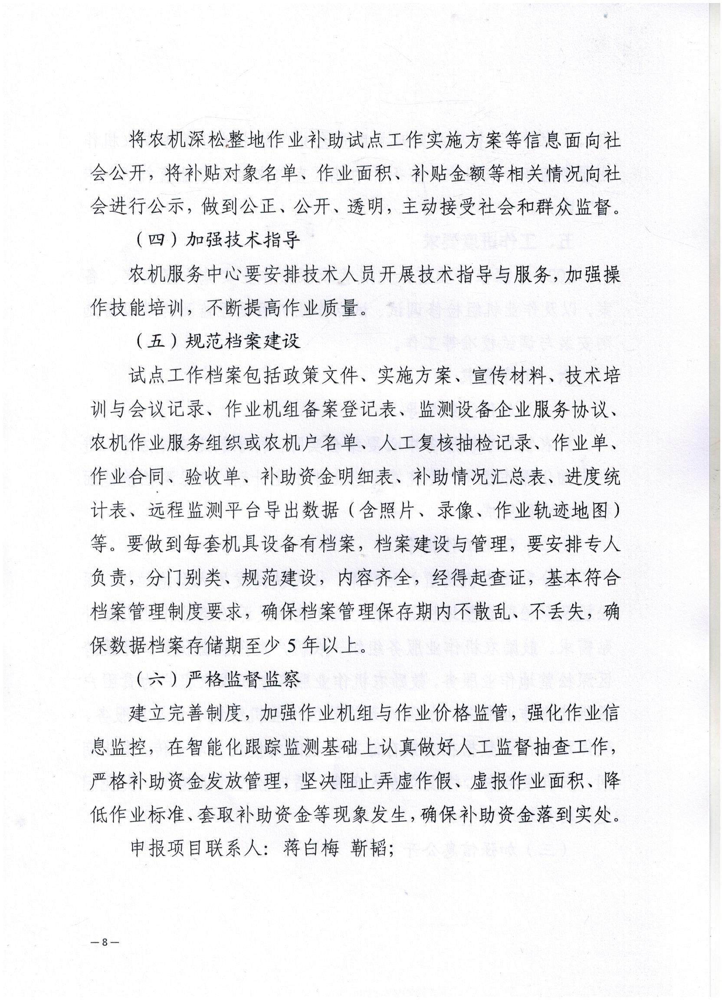 将农机深松整地作业补助试点工作实施方案等信息面向社
会公开，将补贴对象名单、作业面积、补贴金额等相关情况向社
会进行公示，做到公正、公开、透明，主动接受社会和群众监督。
（四）加强技术指导
农机服务中心要安排技术人员开展技术指导与服务，加强操
作技能培训，不断提高作业质量。
（五）规范档案建设
试点工作档案包括政策文件、实施方案、宣传材料、技术培
训与会议记录、作业机组备案登记表、监测设备企业服务协议、
农机作业服务组织或农机户名单、人工复核抽检记录、作业单、
作业合同、验收单、补助资金明细表、补助情况汇总表、进度统
计表、远程监测平台导出数据（含照片、录像、作业轨迹地图）
等。要做到每套机具设备有档案，档案建设与管理，要安排专人
负责，分门别类、规范建设，内容齐全，经得起查证，基本符合
档案管理制度要求，确保档案管理保存期内不散乱、不丢失，确
保数据档案存储期至少 5 年以上。
（六）严格监督监察
建立完善制度，加强作业机组与作业价格监管，强化作业信
息监控，在智能化跟踪监测基础上认真做好人工监督抽查工作，
严格补助资金发放管理，坚决阻止弄虚作假、虚报作业面积、降
低作业标准、套取补助资金等现象发生，确保补助资金落到实处。
申报项目联系人：蒋白梅 靳韬；
—8—